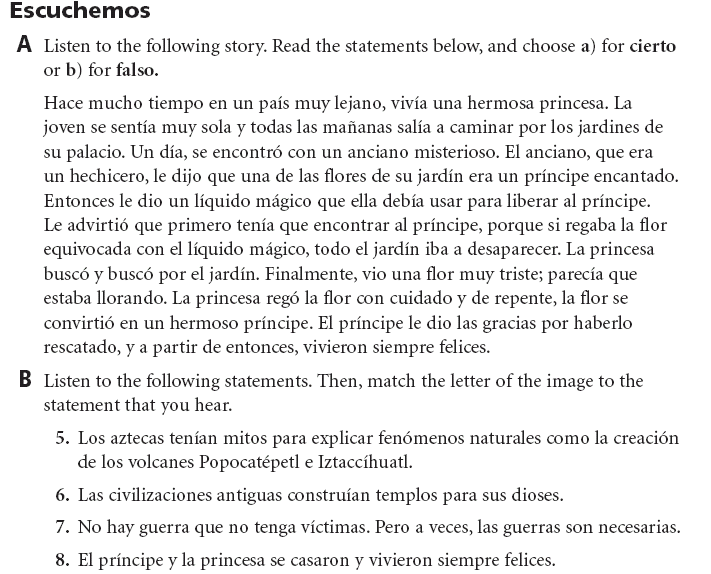 Escuchemos
A Listen to the following story. Read the statements below, and choose a) for cierto
or b) for falso.
Hace mucho tiempo en un país muy lejano, vivía una hermosa princesa. La
joven se sentía muy sola y todas las mañanas salía a caminar por los jardines de
su palacio. Un día, se encontró con un anciano misterioso. El anciano, que era
un hechicero, le dijo que una de las flores de su jardín era un príncipe encantado.
Entonces le dio un líquido mágico que ella debía usar para liberar al príncipe.
Le advirtió que primero tenía que encontrar al príncipe, porque si regaba la flor
equivocada con el líquido mágico, todo el jardín iba a desaparecer. La princesa
buscó y buscó por el jardín. Finalmente, vio una flor muy triste; parecía que
estaba llorando. La princesa regó la flor con cuidado y de repente, la flor se
convirtió en un hermoso príncipe. El príncipe le dio las gracias por haberlo
rescatado, y a partir de entonces, vivieron siempre felices.
B Listen to the following statements. Then, match the letter of the image to the
statement that you hear.
5. Los aztecas tenían mitos para explicar fenómenos naturales como la creación
de los volcanes Popocatépetl e Iztaccíhuatl.
6. Las civilizaciones antiguas construían templos para sus dioses.
7. No hay guerra que no tenga víctimas. Pero a veces, las guerras son necesarias.
8. El príncipe y la princesa se casaron y vivieron siempre felices.